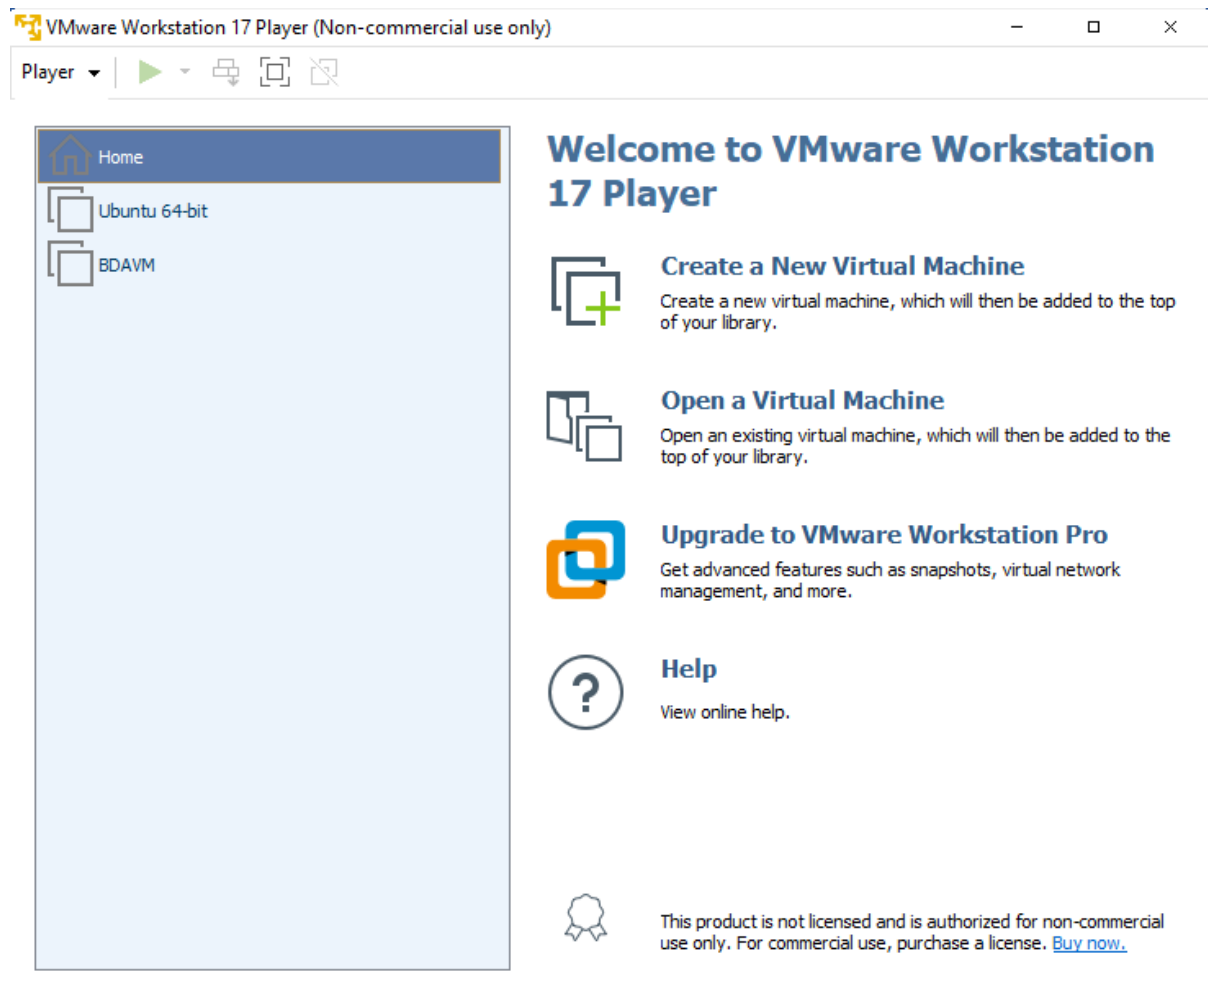 VMware Workstation 17 Player (Non-commercial use only)
Player
Home
Ubuntu 64-bit
BDAVM
Welcome to VMware Workstation
17 Player
Create a New Virtual Machine
Create a new virtual machine, which will then be added to the top
of your library.
Open a Virtual Machine
Open an existing virtual machine, which will then be added to the
top of your library.
Upgrade to VMware Workstation Pro
Get advanced features such as snapshots, virtual network
management, and more.
?
Help
View online help.
This product is not licensed and is authorized for non-commercial
use only. For commercial use, purchase a license. Buy now.